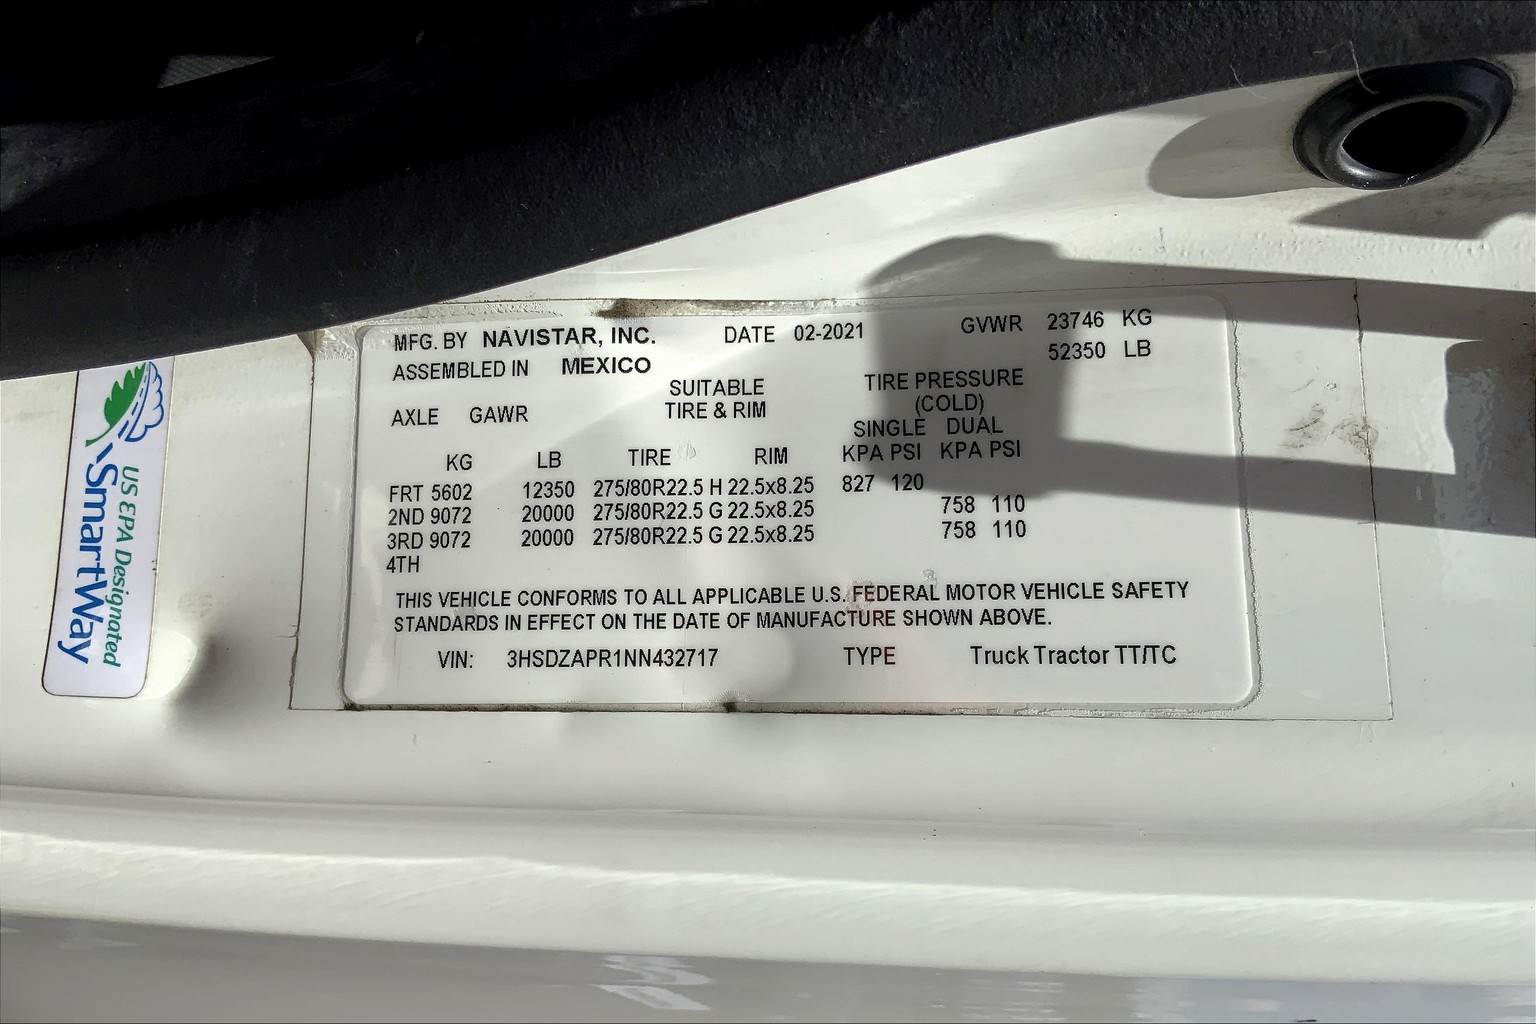 MFG. BY NAVISTAR, INC. DATE 02-2021 GVWR 23746 KG
52350 LB
ASSEMBLED IN MEXICO
SUITABLE TIRE PRESSURE
AXLE GAWR TIRE & RIM (COLD)
SINGLE DUAL
KG LB TIRE RIM KPA PSI KPA PSI
FRT 5602 12350 275/80R22.5 H 22.5x8.25 827 120
2ND 9072 20000 275/80R22.5 G 22.5x8.25 758 110
3RD 9072 20000 275/80R22.5 G 22.5x8.25 758 110
4TH
THIS VEHICLE CONFORMS TO ALL APPLICABLE U.S. FEDERAL MOTOR VEHICLE SAFETY
STANDARDS IN EFFECT ON THE DATE OF MANUFACTURE SHOWN ABOVE.
VIN: 3HSDZAPR1NN432717 TYPE Truck Tractor TT/TC
US EPA Designated
SmartWay